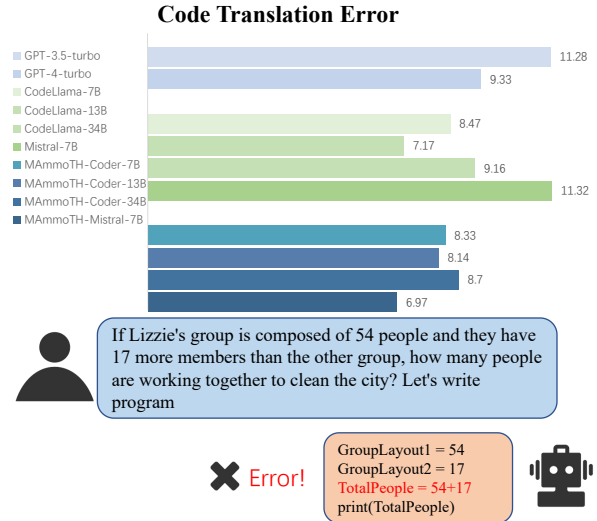 Code Translation Error
GPT-3.5-turbo
GPT-4-turbo
CodeLlama-7B
CodeLlama-13B
CodeLlama-34B
Mistral-7B
MAmmoTH-Coder-7B
MAmmoTH-Coder-13B
MAmmoTH-Coder-34B
MAmmoTH-Mistral-7B
11.28
9.33
8.47
7.17
9.16
11.32
8.33
8.14
8.7
6.97
If Lizzie's group is composed of 54 people and they have
17 more members than the other group, how many people
are working together to clean the city? Let's write
program
Error!
GroupLayout1 = 54
GroupLayout2 = 17
TotalPeople = 54+17
print(TotalPeople)